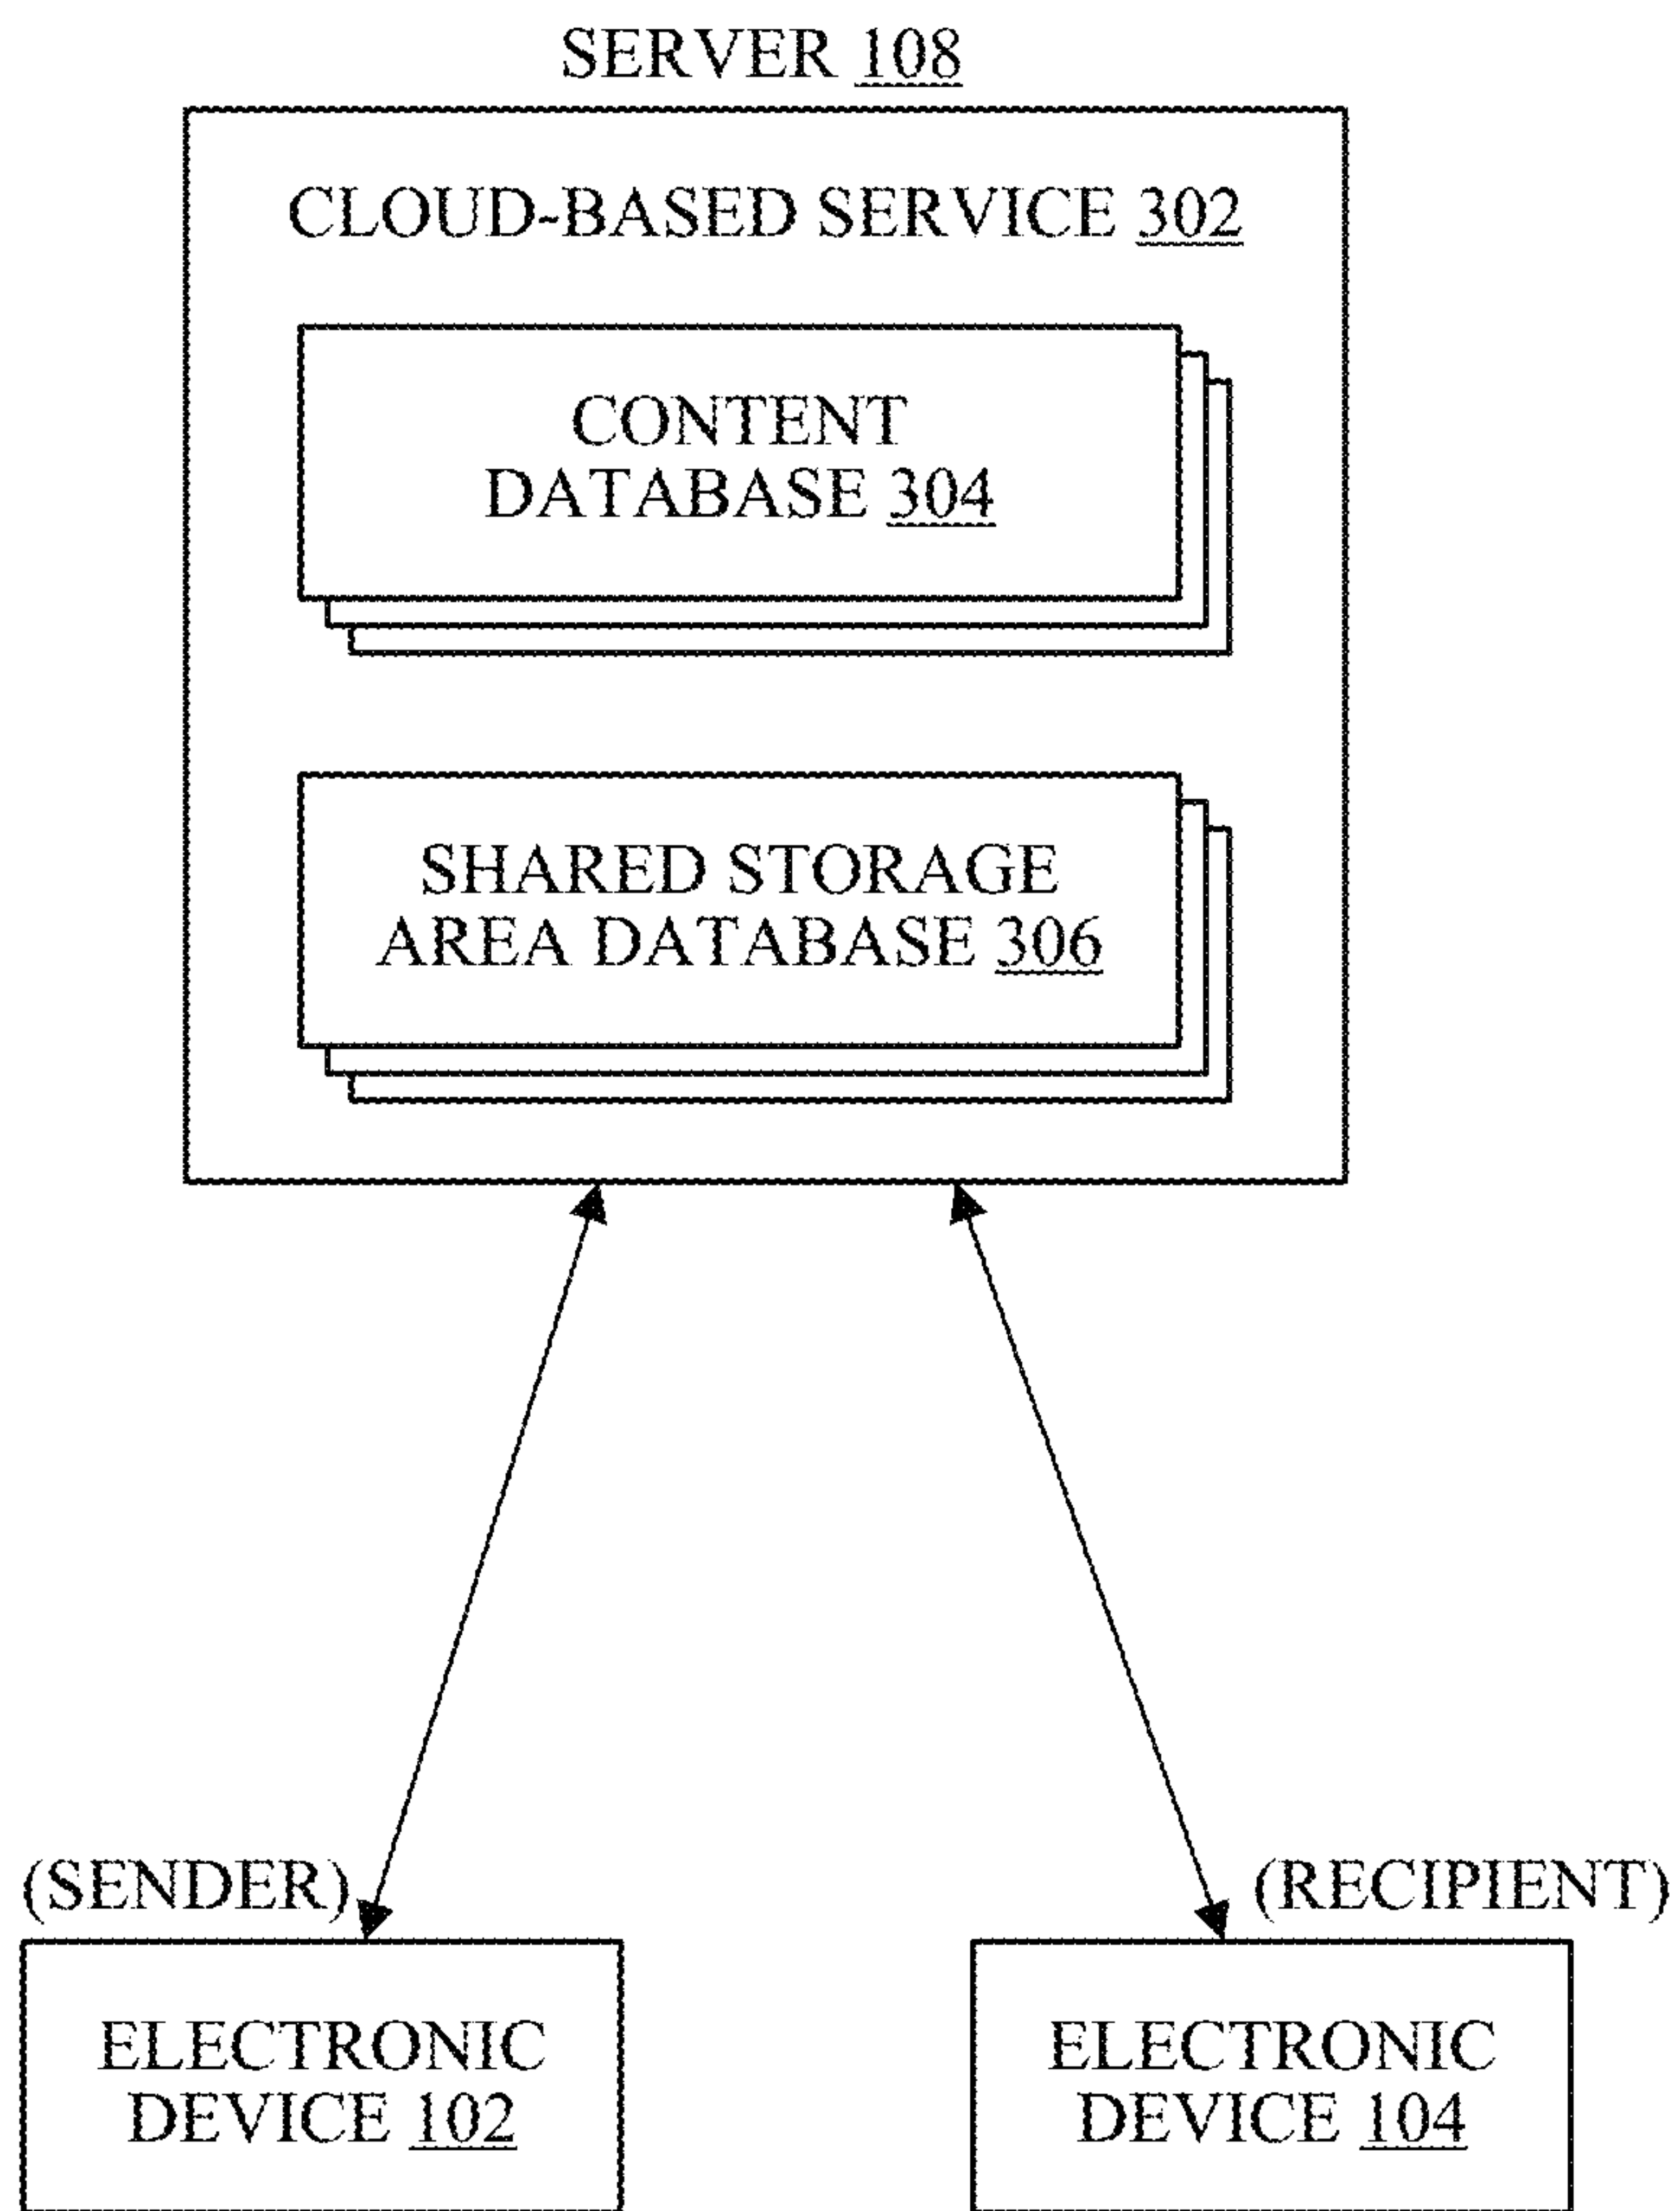 SERVER 108
CLOUD-BASED SERVICE 302
CONTENT
DATABASE 304
SHARED STORAGE
AREA DATABASE 306
(SENDER)
(RECIPIENT)
ELECTRONIC
DEVICE 102
ELECTRONIC
DEVICE 104